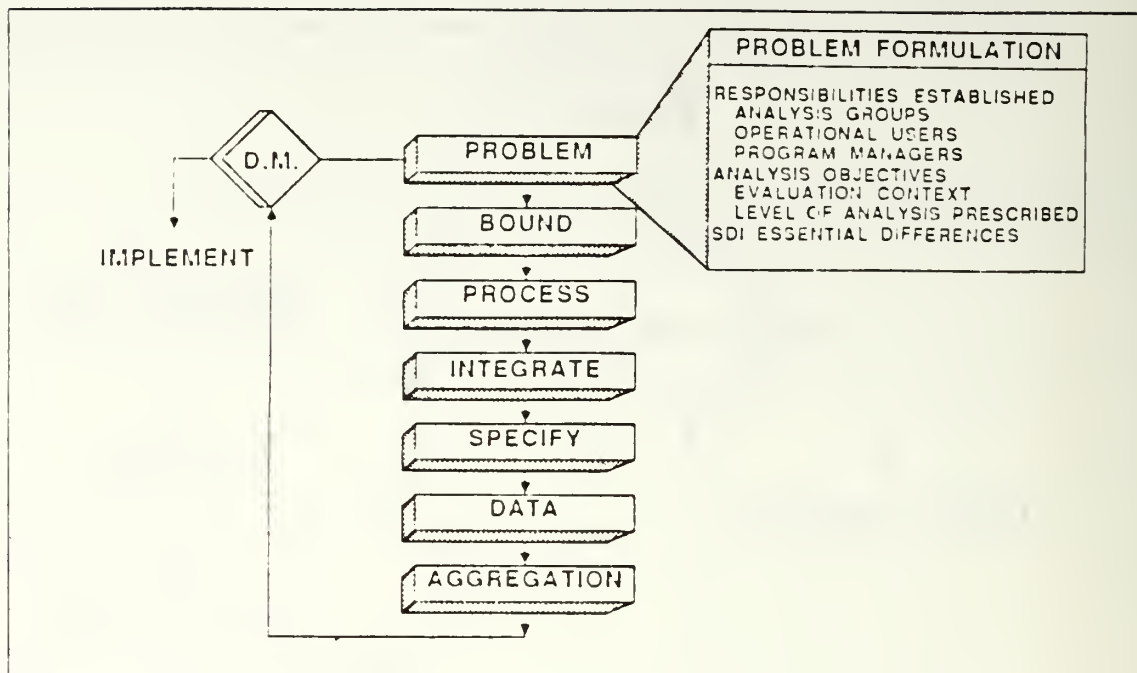 PROBLEM FORMULATION
RESPONSIBILITIES ESTABLISHED
ANALYSIS GROUPS
OPERATIONAL USERS
PROGRAM MANAGERS
ANALYSIS OBJECTIVES
EVALUATION CONTEXT
LEVEL OF ANALYSIS PRESCRIBED
SDI ESSENTIAL DIFFERENCES
D.M.
IMPLEMENT
PROBLEM
BOUND
PROCESS
INTEGRATE
SPECIFY
DATA
AGGREGATION